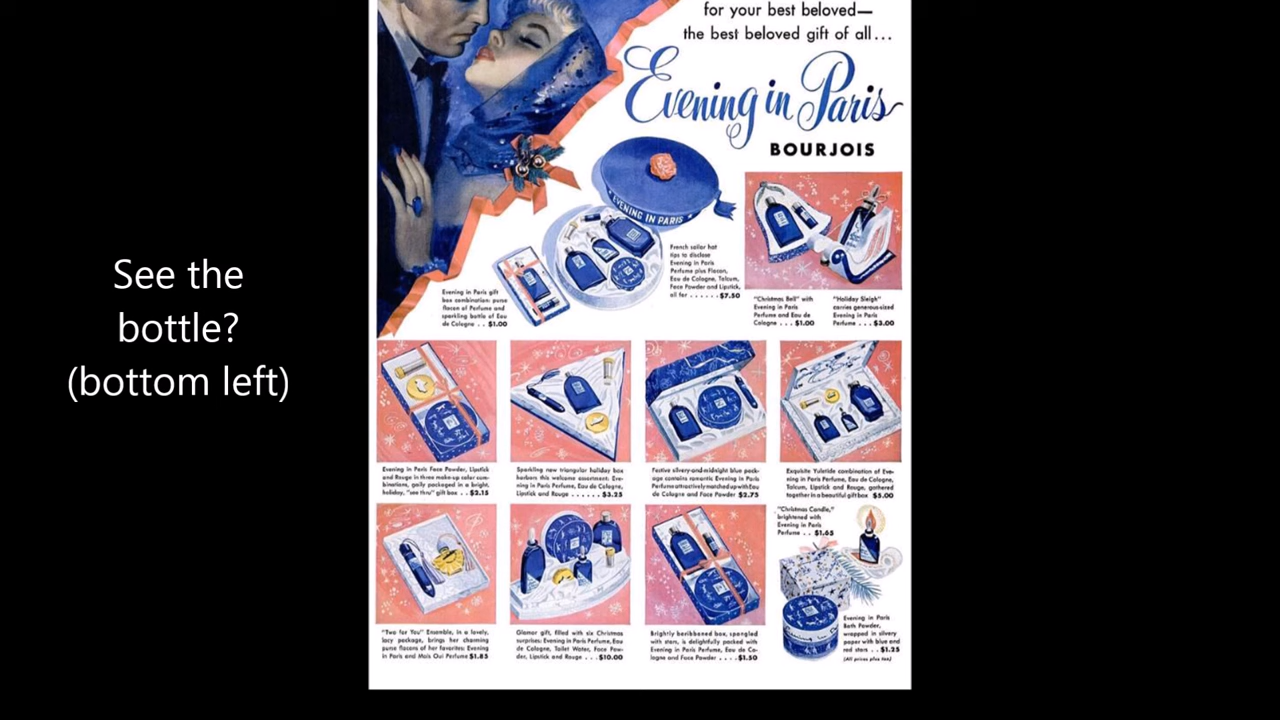 See the
bottle?
(bottom left)
for your best beloved—
the best beloved gift of all...
Evening in Paris
BOURJOIS
EVENING IN PARIS
French sailor hat
tips to disclose
Evening in Paris
Perfume plus Flacon,
Eau de Cologne, Talcum,
Face Powder and Lipstick,
all for ...... $7.50
Evening in Paris gift
box combination: purse
flacon of Perfume and
sparkling bottle of Eau
de Cologne .. $1.00
"Christmas Bell" with
Evening in Paris
Perfume and Eau de
Cologne ... $1.00
"Holiday Sleigh"
carries generous-sized
Evening in Paris
Perfume ... $3.00
Evening in Paris Face Powder, Lipstick
and Rouge in three make-up color com-
binations, gaily packaged in a bright,
holiday, "see thru" gift box .. $2.15
Sparkling new triangular holiday box
harbors this welcome assortment: Eve-
ning in Paris Perfume, Eau de Cologne,
Lipstick and Rouge ...... $3.25
Festive silvery-and-midnight blue pack-
age contains romantic Evening in Paris
Perfume attractively matched up with Eau
de Cologne and Face Powder $2.75
Exquisite Yuletide combination of Eve-
ning in Paris Perfume, Eau de Cologne,
Talcum, Lipstick and Rouge, gathered
together in a beautiful gift box $5.00
"Christmas Candle,"
brightened with
Evening in Paris
Perfume .. $1.65
"Two for You" Ensemble, in a lovely,
lacy package, brings her charming
purse flacons of her favorites: Evening
in Paris and Mais Oui Perfume $1.85
Glamor gift, filled with six Christmas
surprises: Evening in Paris Perfume, Eau
de Cologne, Toilet Water, Face Pow-
der, Lipstick and Rouge ... $10.00
Brightly beribboned box, spangled
with stars, is delightfully packed with
Evening in Paris Perfume, Eau de Co-
logne and Face Powder .... $1.50
Evening in Paris
Bath Powder,
wrapped in silvery
paper with blue and
red stars .. $1.25
(All prices plus tax)